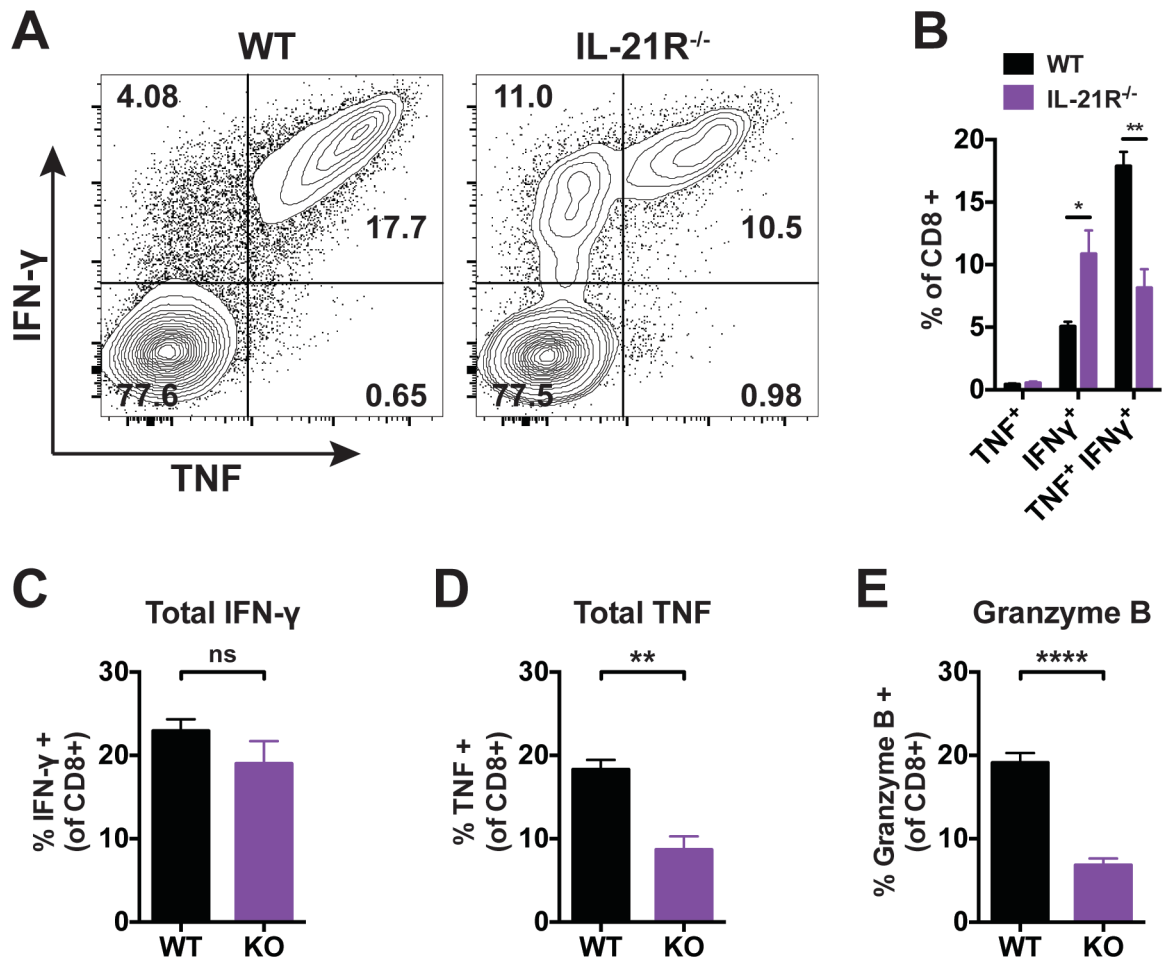 A
WT
IL-21R-/-
4.08
17.7
77.6
0.65
11.0
10.5
77.5
0.98
IFN-γ
TNF
B
WT
IL-21R-/-
% of CD8 +
20
15
10
5
0
*
**
TNF+
IFNγ+
TNF+ IFNγ+
C
Total IFN-γ
ns
% IFN-γ +
(of CD8+)
30
20
10
0
WT KO
D
Total TNF
**
% TNF +
(of CD8+)
30
20
10
0
WT KO
E
Granzyme B
****
% Granzyme B +
(of CD8+)
30
20
10
0
WT KO